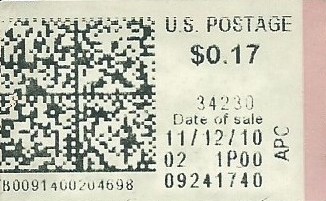 U.S. POSTAGE
$0.17
34230
Date of sale
11/12/10
02 1P00
09241740
APC
B0091400204698